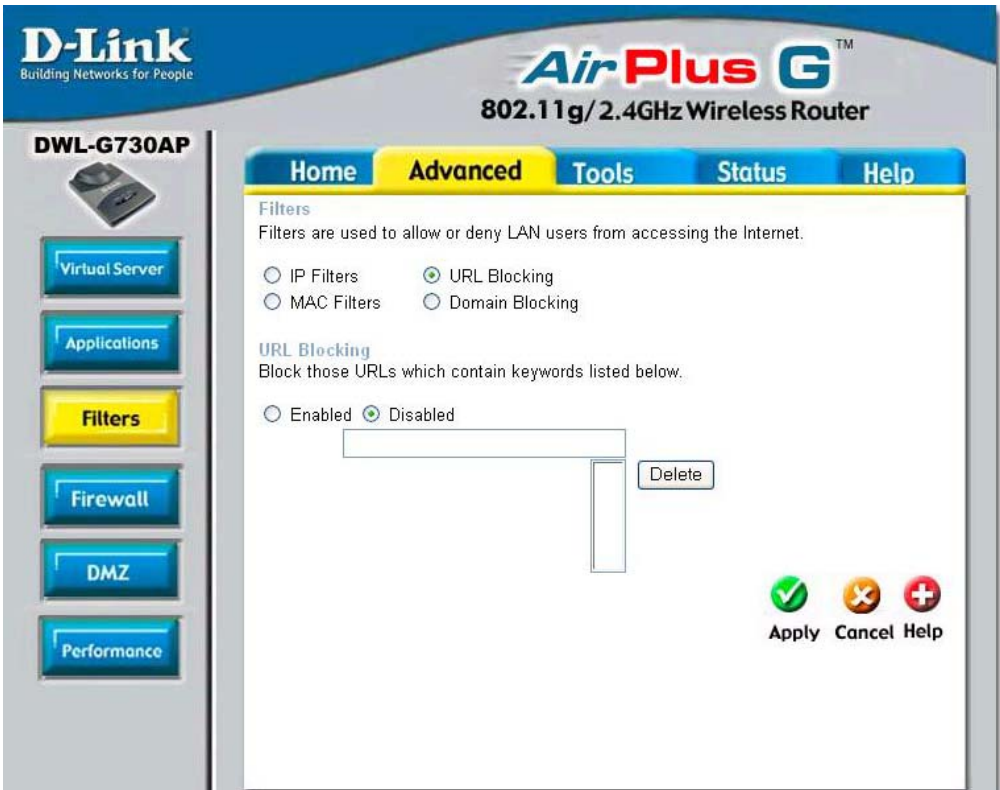 D-Link
Building Networks for People
Air Plus G™
802.11g/2.4GHz Wireless Router
DWL-G730AP
Home Advanced Tools Status Help
Virtual Server
Applications
Filters
Firewall
DMZ
Performance
Filters
Filters are used to allow or deny LAN users from accessing the Internet.
IP Filters URL Blocking
MAC Filters Domain Blocking
URL Blocking
Block those URLs which contain keywords listed below.
Enabled Disabled
Delete
Apply Cancel Help